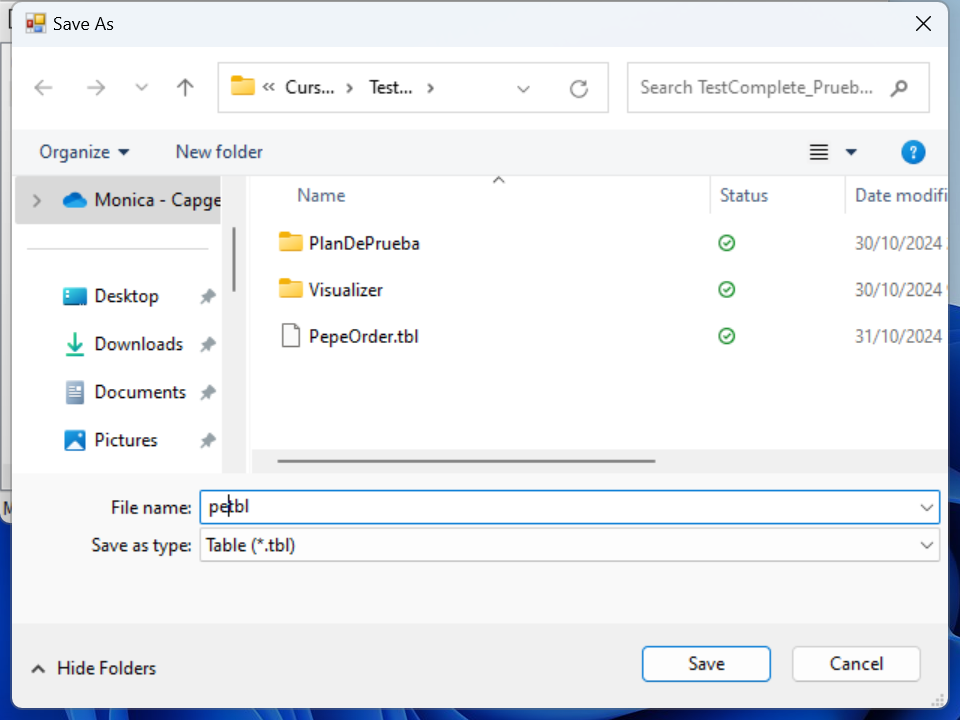 Save As
« Curs... › Test... ›
Search TestComplete_Prueb...
Organize
New folder
?
Name
Status
Date modifi
Monica - Capge
PlanDePrueba
30/10/2024
Visualizer
30/10/2024
PepeOrder.tbl
31/10/2024
Desktop
Downloads
Documents
Pictures
File name:
petbl
Save as type:
Table (*.tbl)
Hide Folders
Save
Cancel